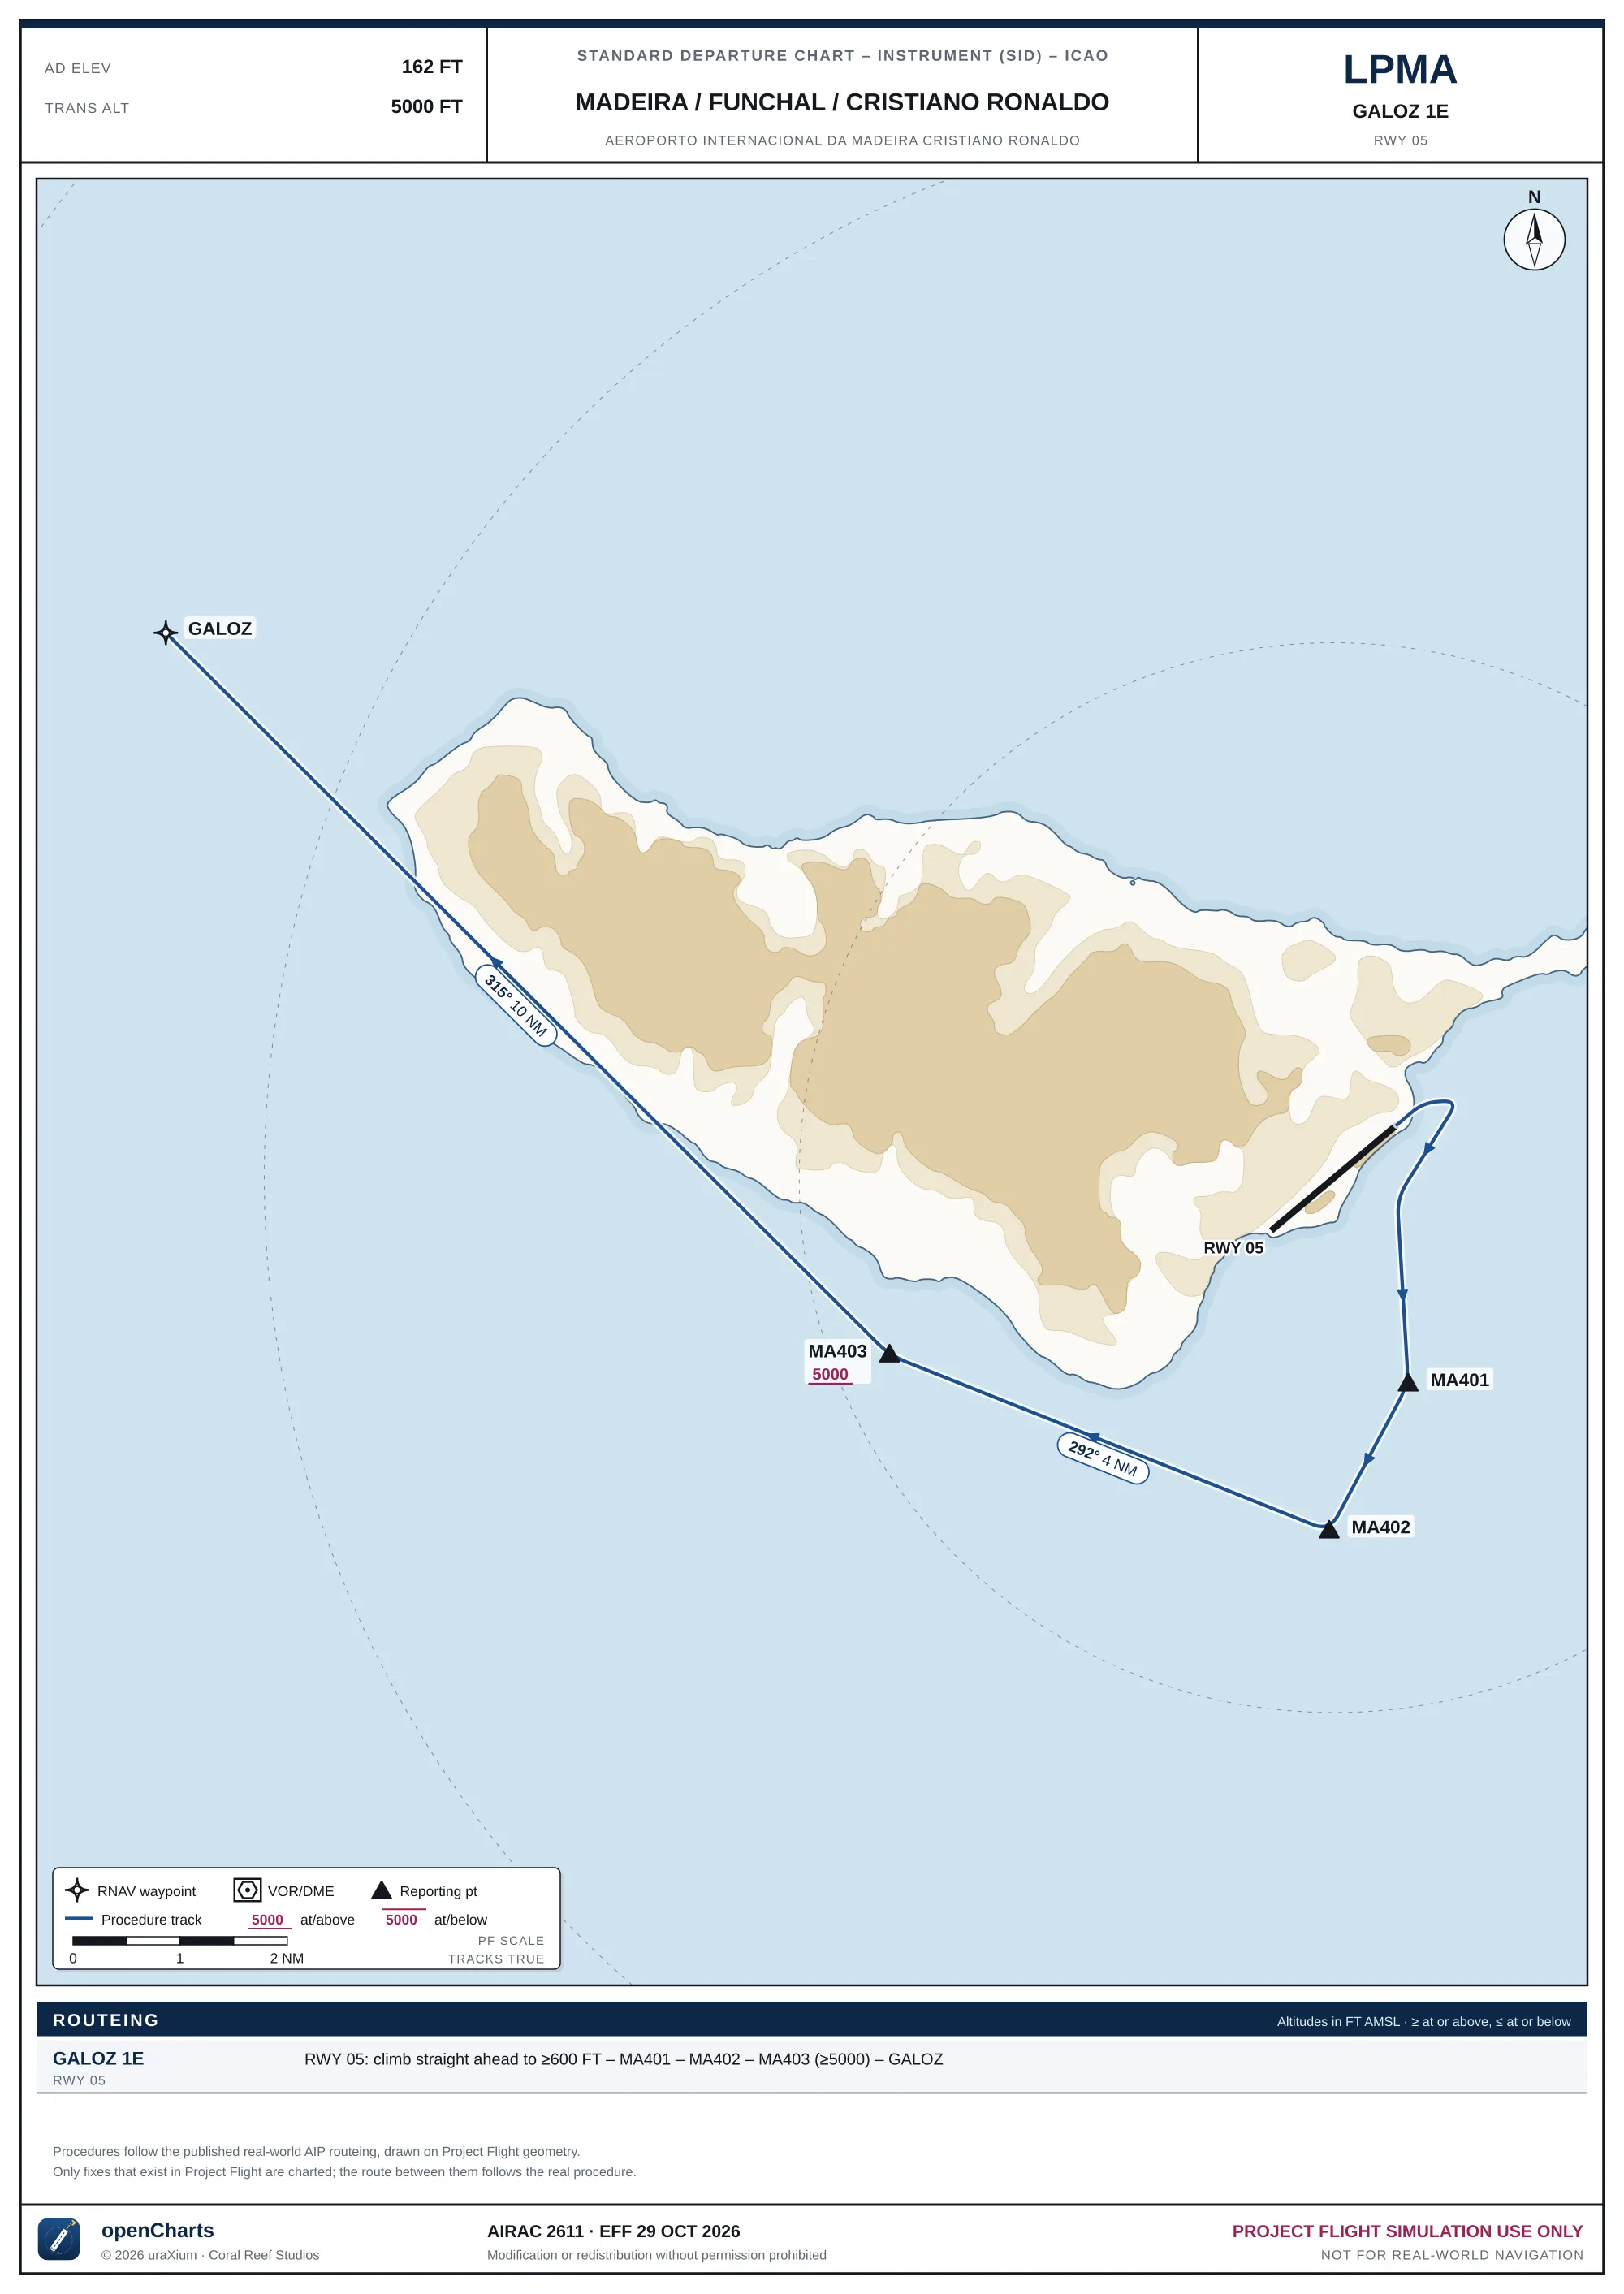 AD ELEV 162 FT
TRANS ALT 5000 FT
STANDARD DEPARTURE CHART – INSTRUMENT (SID) – ICAO
MADEIRA / FUNCHAL / CRISTIANO RONALDO
AEROPORTO INTERNACIONAL DA MADEIRA CRISTIANO RONALDO
LPMA
GALOZ 1E
RWY 05
N
GALOZ
315° 10 NM
RWY 05
MA403
5000
MA401
292° 4 NM
MA402
RNAV waypoint VOR/DME Reporting pt
Procedure track 5000 at/above 5000 at/below
PF SCALE
0 1 2 NM TRACKS TRUE
ROUTEING Altitudes in FT AMSL · ≥ at or above, ≤ at or below
GALOZ 1E RWY 05: climb straight ahead to ≥600 FT – MA401 – MA402 – MA403 (≥5000) – GALOZ
RWY 05
Procedures follow the published real-world AIP routeing, drawn on Project Flight geometry.
Only fixes that exist in Project Flight are charted; the route between them follows the real procedure.
openCharts
© 2026 uraXium · Coral Reef Studios
AIRAC 2611 · EFF 29 OCT 2026
Modification or redistribution without permission prohibited
PROJECT FLIGHT SIMULATION USE ONLY
NOT FOR REAL-WORLD NAVIGATION